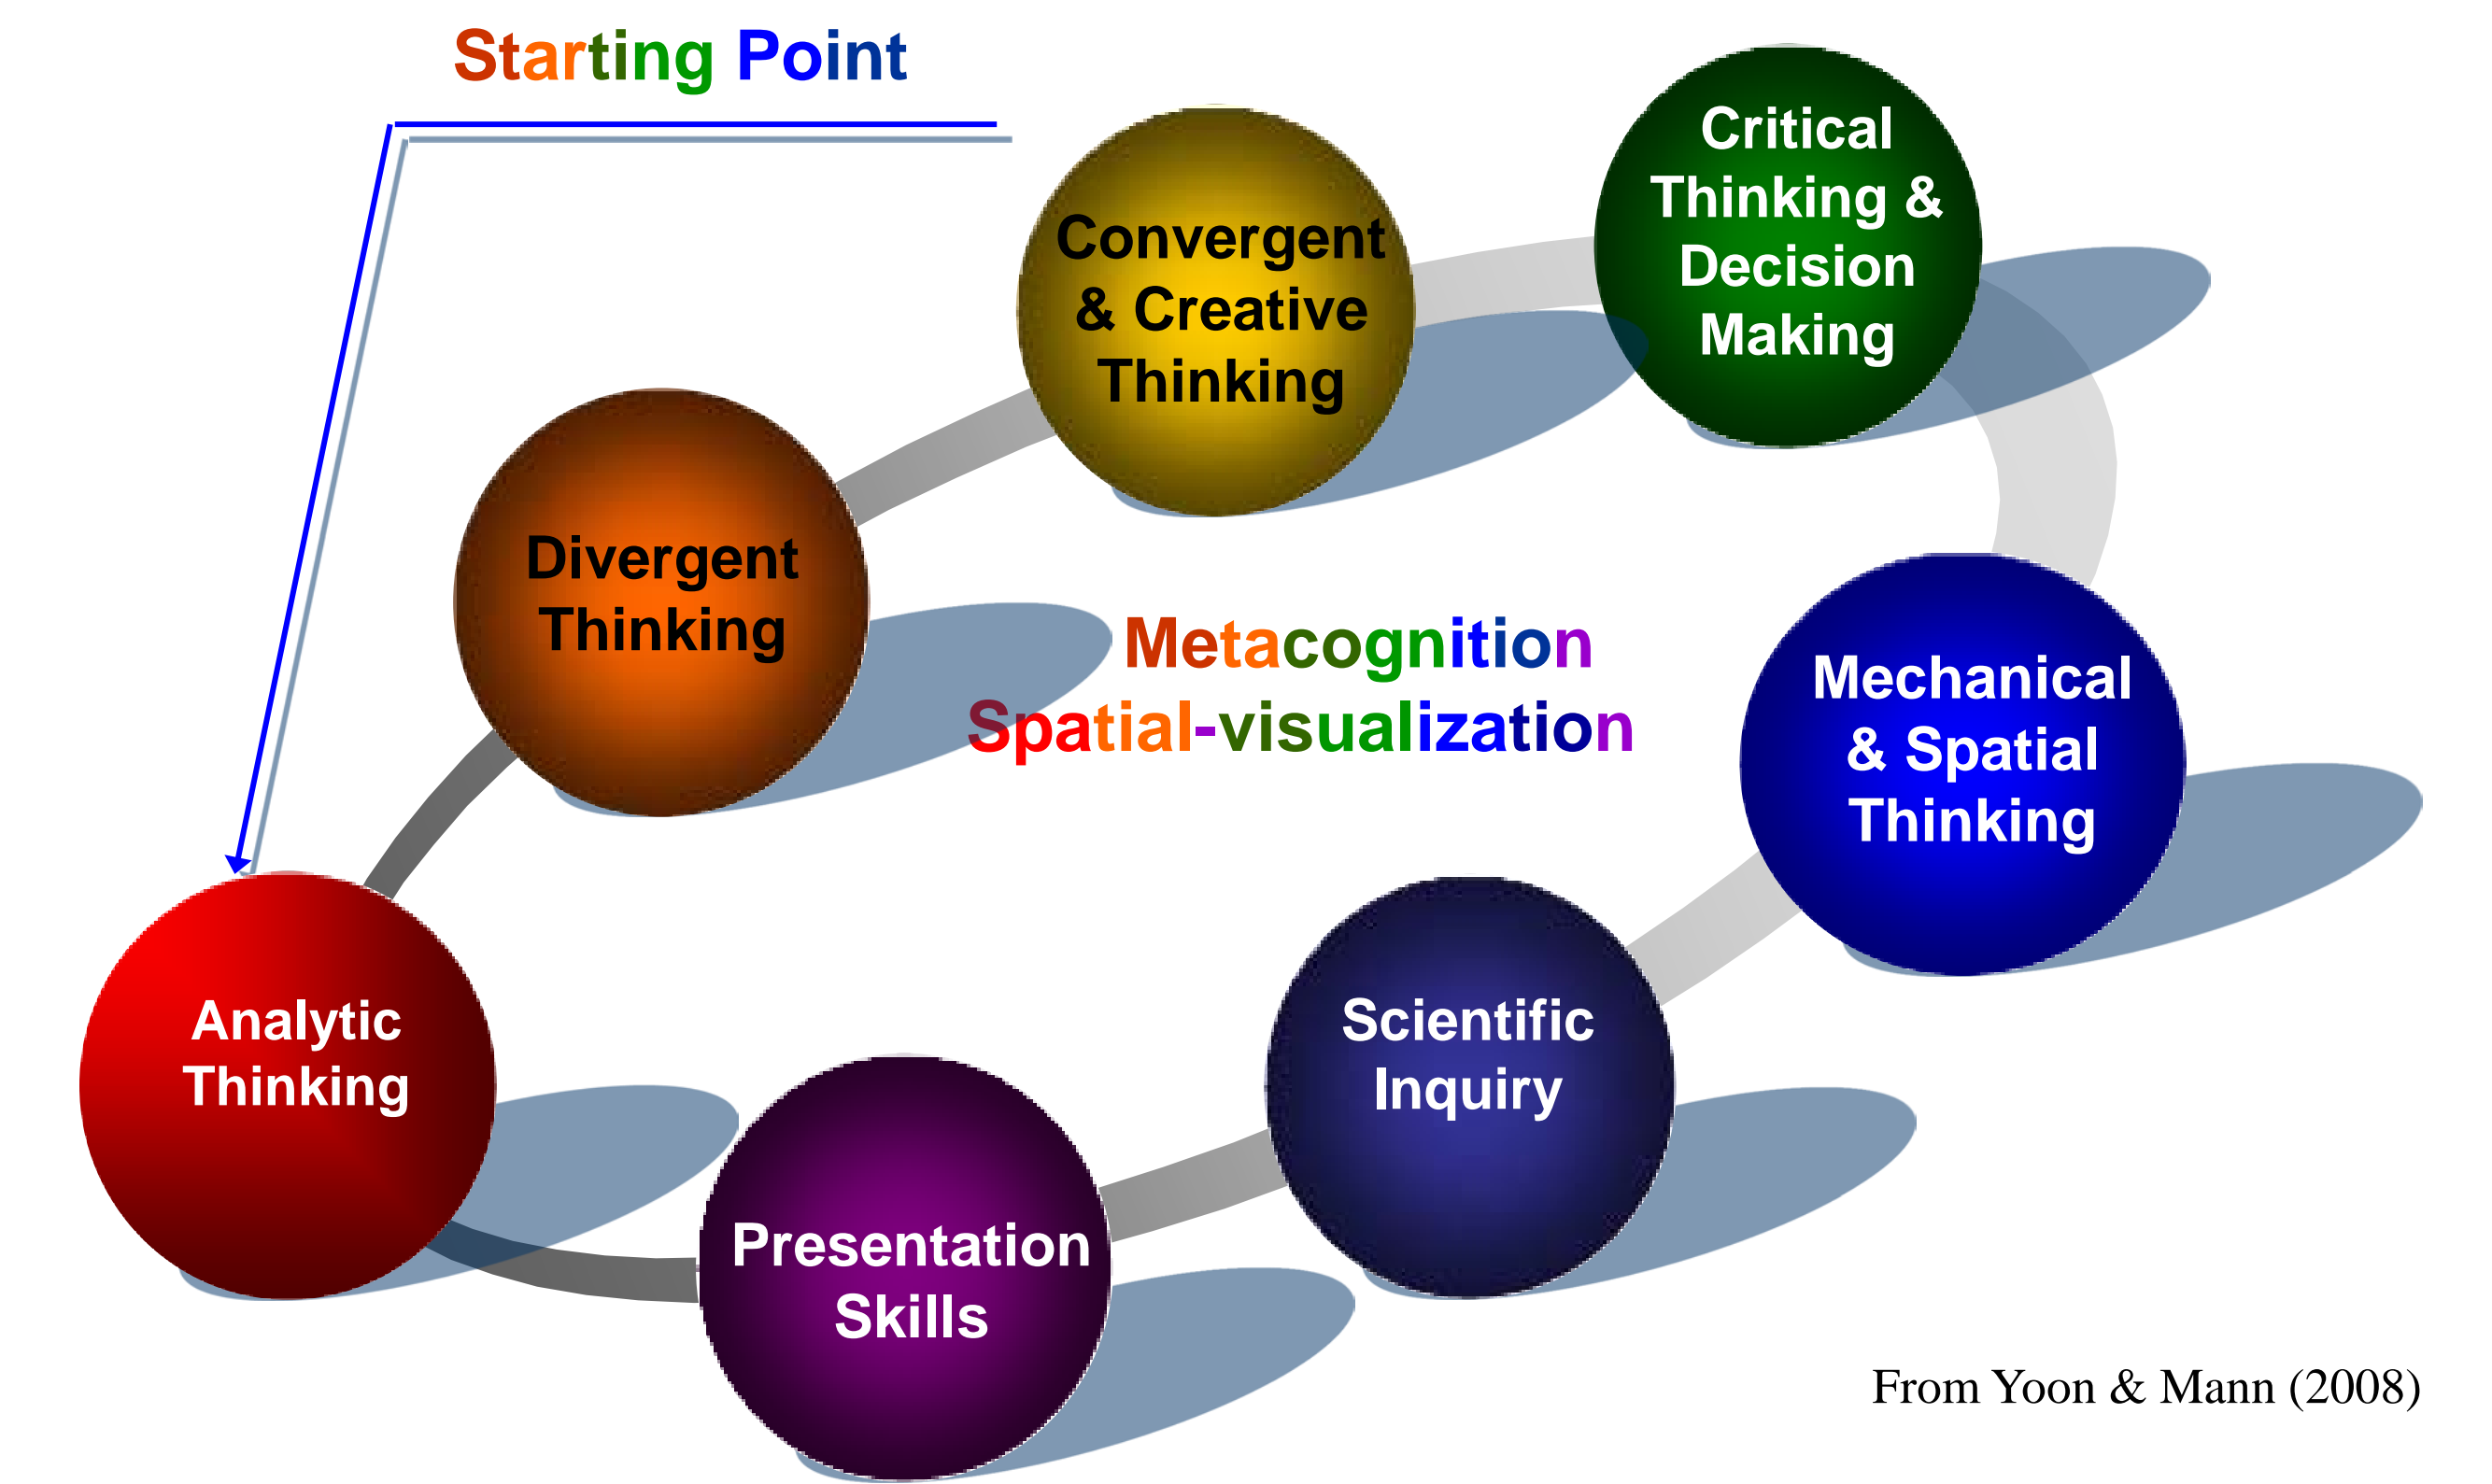 Starting Point
Critical
Thinking &
Decision
Making
Convergent
& Creative
Thinking
Divergent
Thinking
Metacognition
Spatial-visualization
Mechanical
& Spatial
Thinking
Analytic
Thinking
Scientific
Inquiry
Presentation
Skills
From Yoon & Mann (2008)